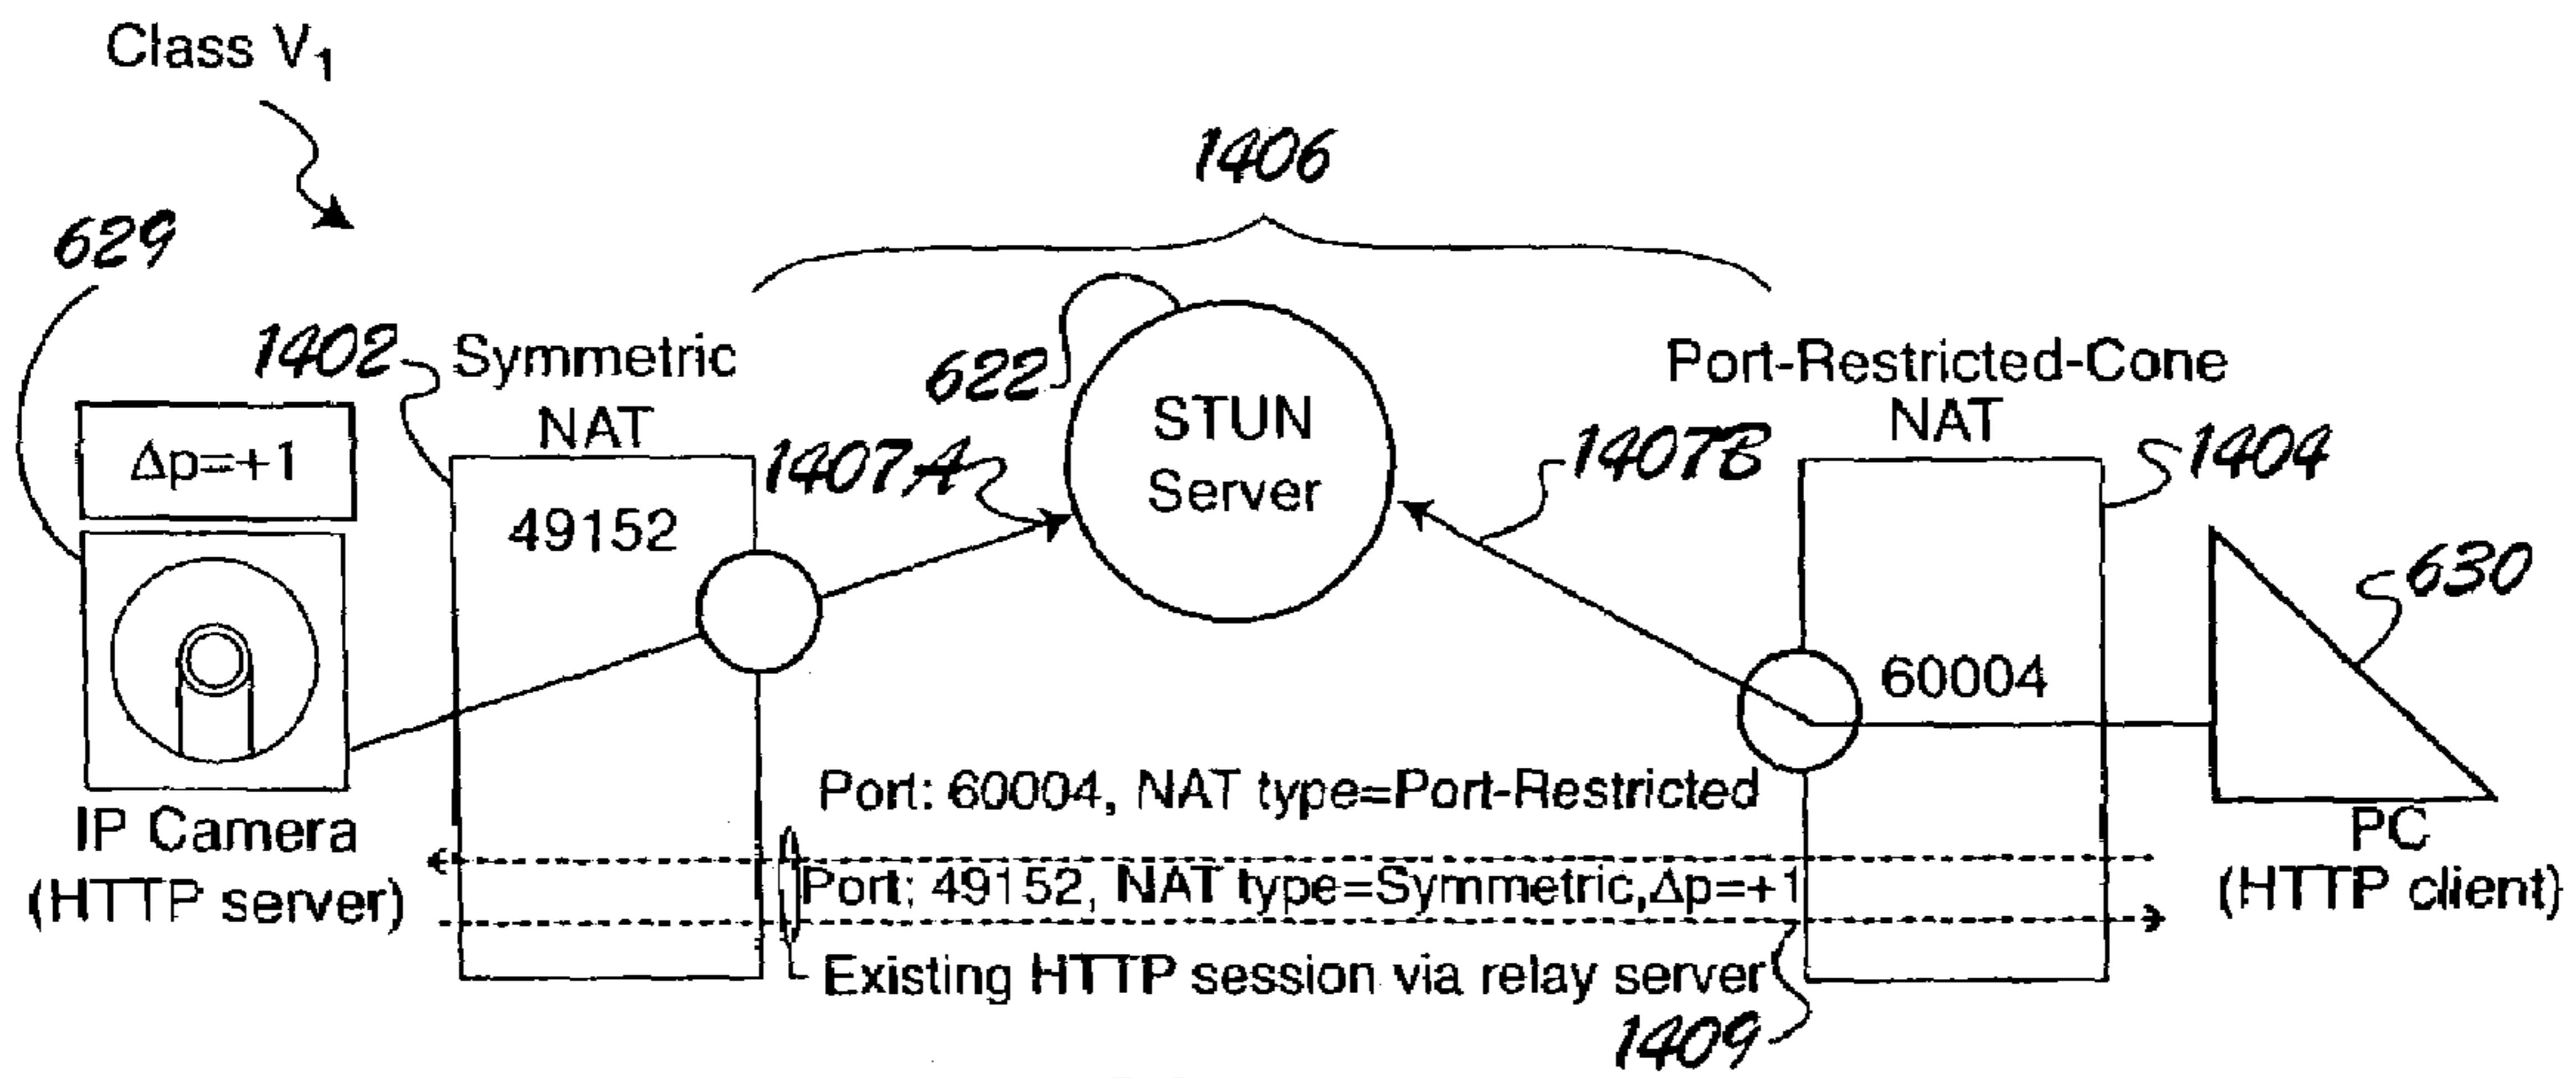 Class V1
1406
629
1402
Symmetric
NAT
622
STUN
Server
Port-Restricted-Cone
NAT
1404
Δp=+1
1407A
1407B
49152
630
60004
IP Camera
(HTTP server)
Port: 60004, NAT type=Port-Restricted
PC
(HTTP client)
Port: 49152, NAT type=Symmetric,Δp=+1
Existing HTTP session via relay server
1409